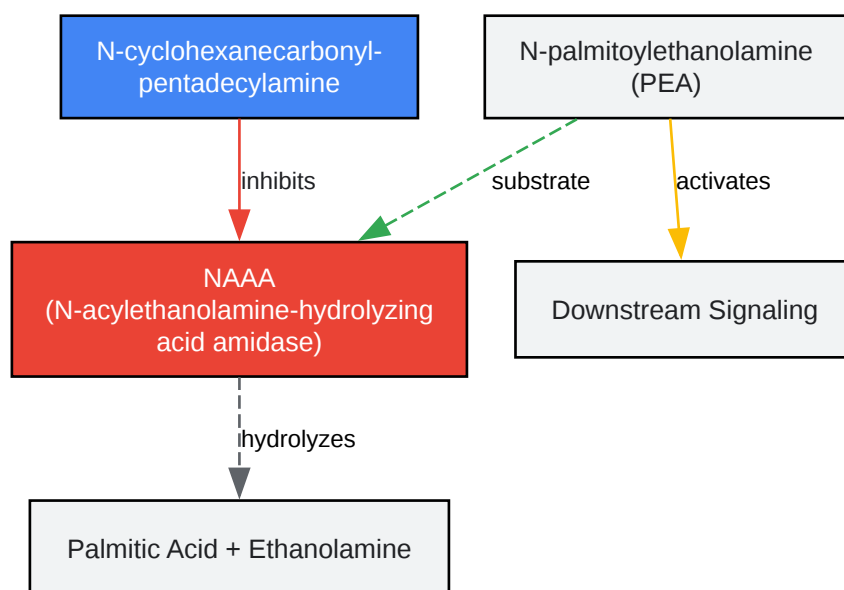 N-cyclohexanecarbonyl-
pentadecylamine
N-palmitoylethanolamine
(PEA)
inhibits
substrate
activates
NAAA
(N-acylethanolamine-hydrolyzing
acid amidase)
Downstream Signaling
hydrolyzes
Palmitic Acid + Ethanolamine